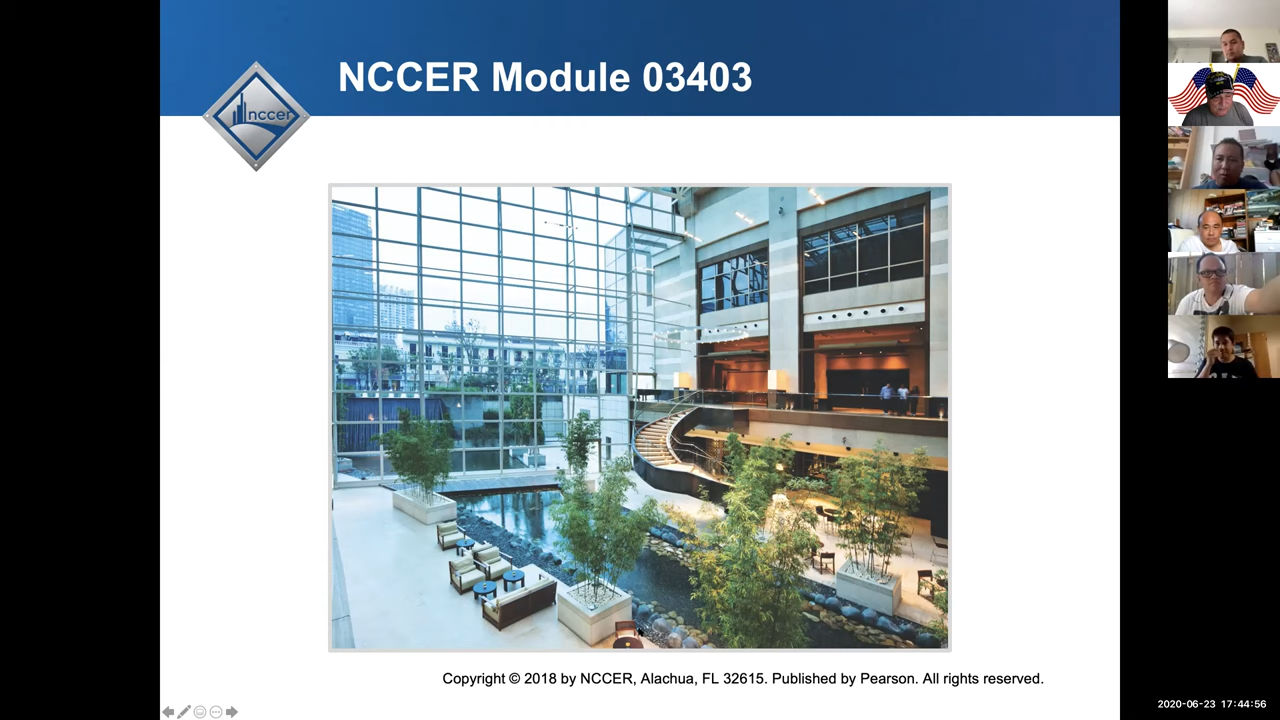 NCCER Module 03403
nccer
Copyright © 2018 by NCCER, Alachua, FL 32615. Published by Pearson. All rights reserved.
2020-06-23 17:44:56